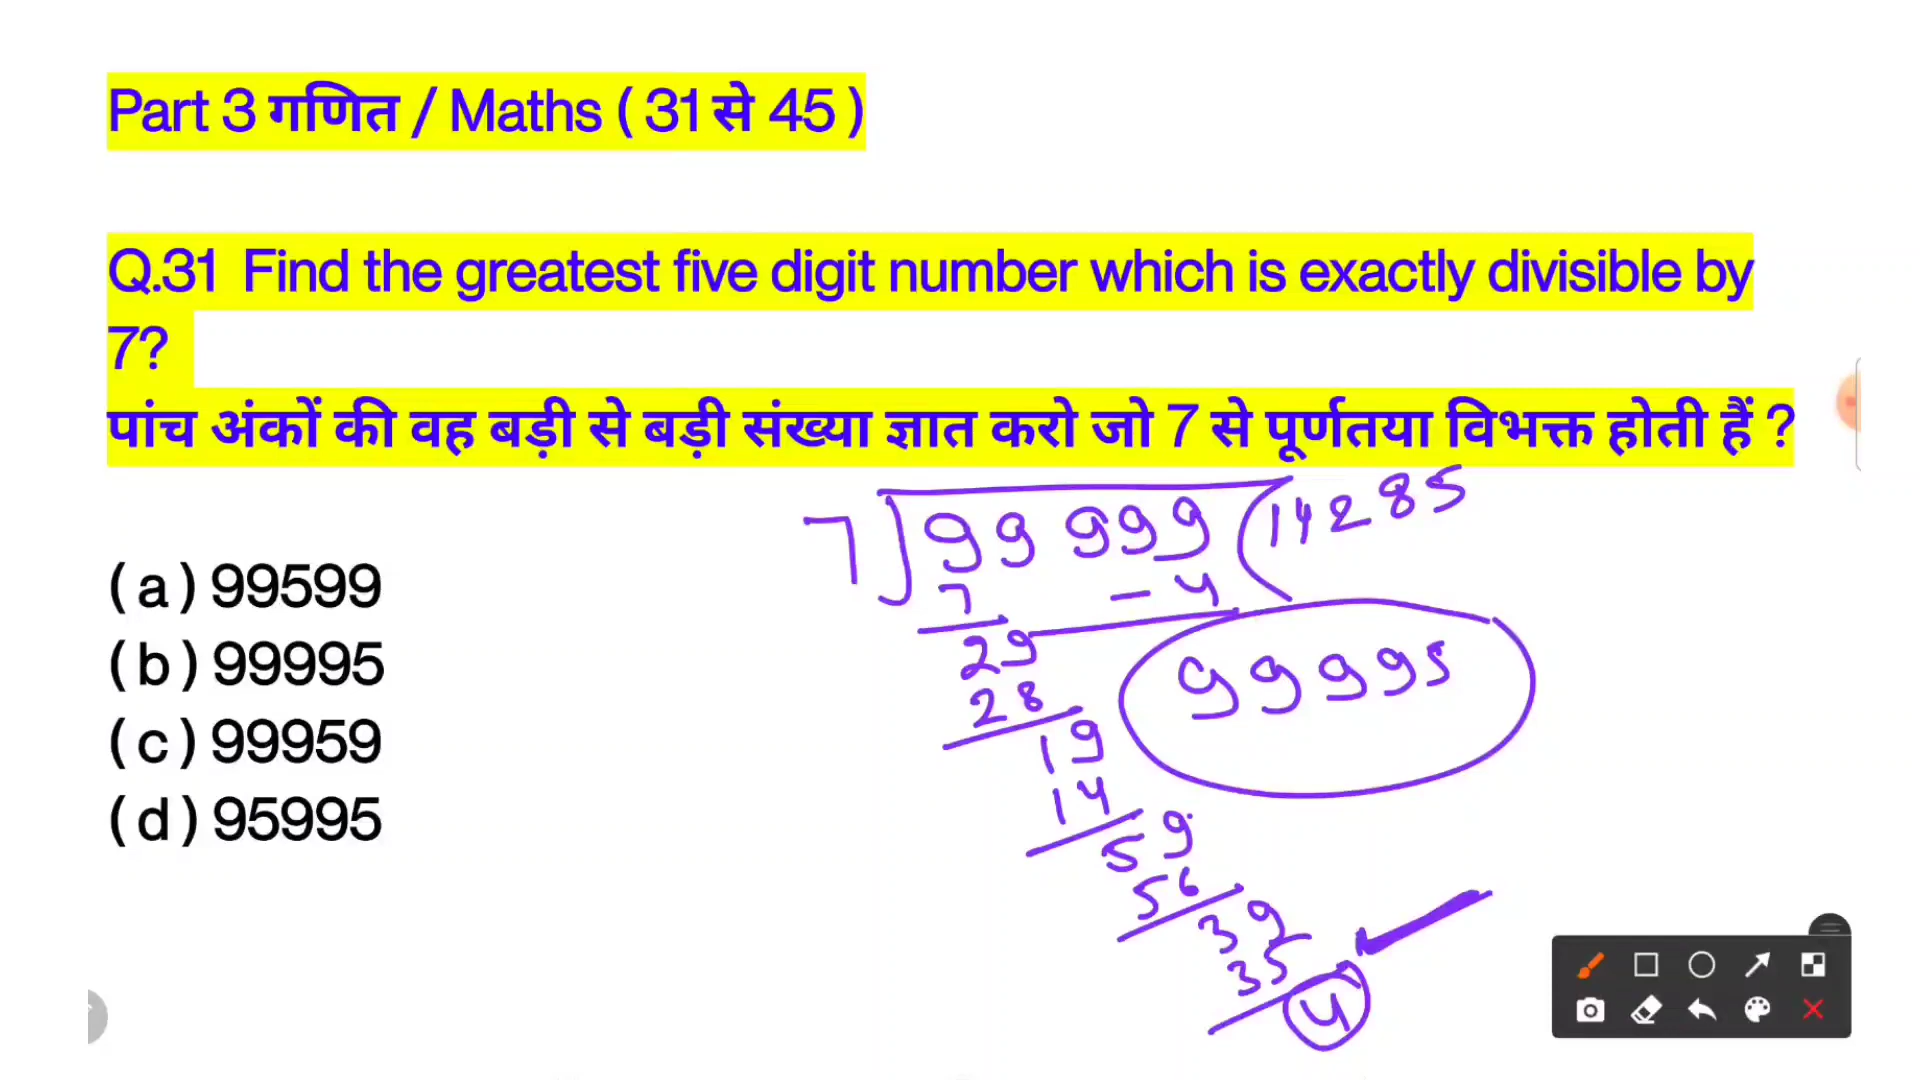 Part 3 गणित / Maths ( 31 से 45 )
Q.31 Find the greatest five digit number which is exactly divisible by
7?
पांच अंकों की वह बड़ी से बड़ी संख्या ज्ञात करो जो 7 से पूर्णतया विभक्त होती हैं ?
7 ) 99999 ( 14285
7 - 4
29
99995
28
19
14
59
56
39
35
4
( a ) 99599
( b ) 99995
( c ) 99959
( d ) 95995